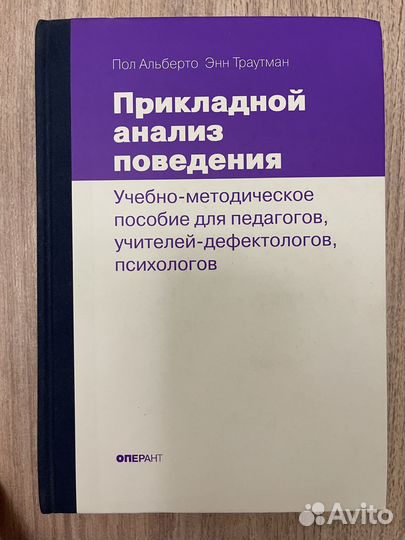 Пол Альберто Энн Траутман
Прикладной
анализ
поведения
Учебно-методическое
пособие для педагогов,
учителей-дефектологов,
психологов
ОПЕРАНТ
Avito